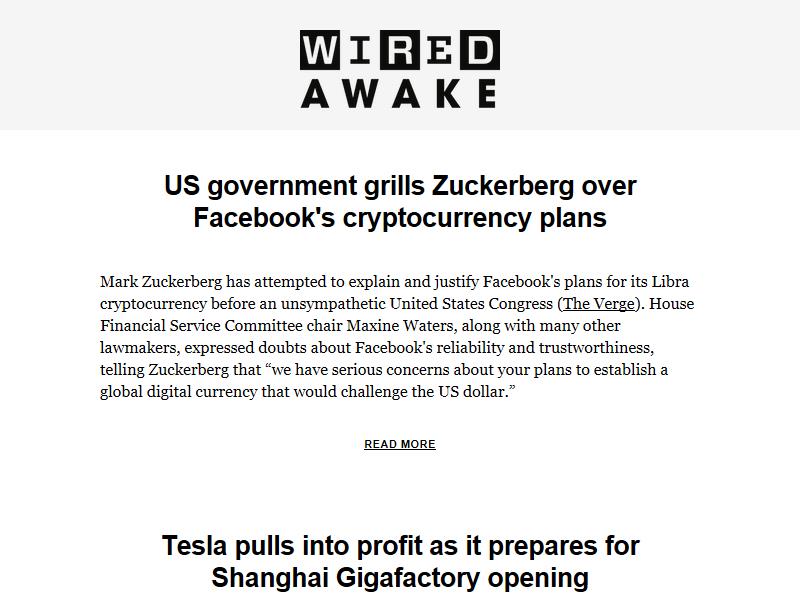 WIRED
AWAKE
US government grills Zuckerberg over
Facebook's cryptocurrency plans
Mark Zuckerberg has attempted to explain and justify Facebook's plans for its Libra
cryptocurrency before an unsympathetic United States Congress (The Verge). House
Financial Service Committee chair Maxine Waters, along with many other
lawmakers, expressed doubts about Facebook's reliability and trustworthiness,
telling Zuckerberg that “we have serious concerns about your plans to establish a
global digital currency that would challenge the US dollar.”
READ MORE
Tesla pulls into profit as it prepares for
Shanghai Gigafactory opening